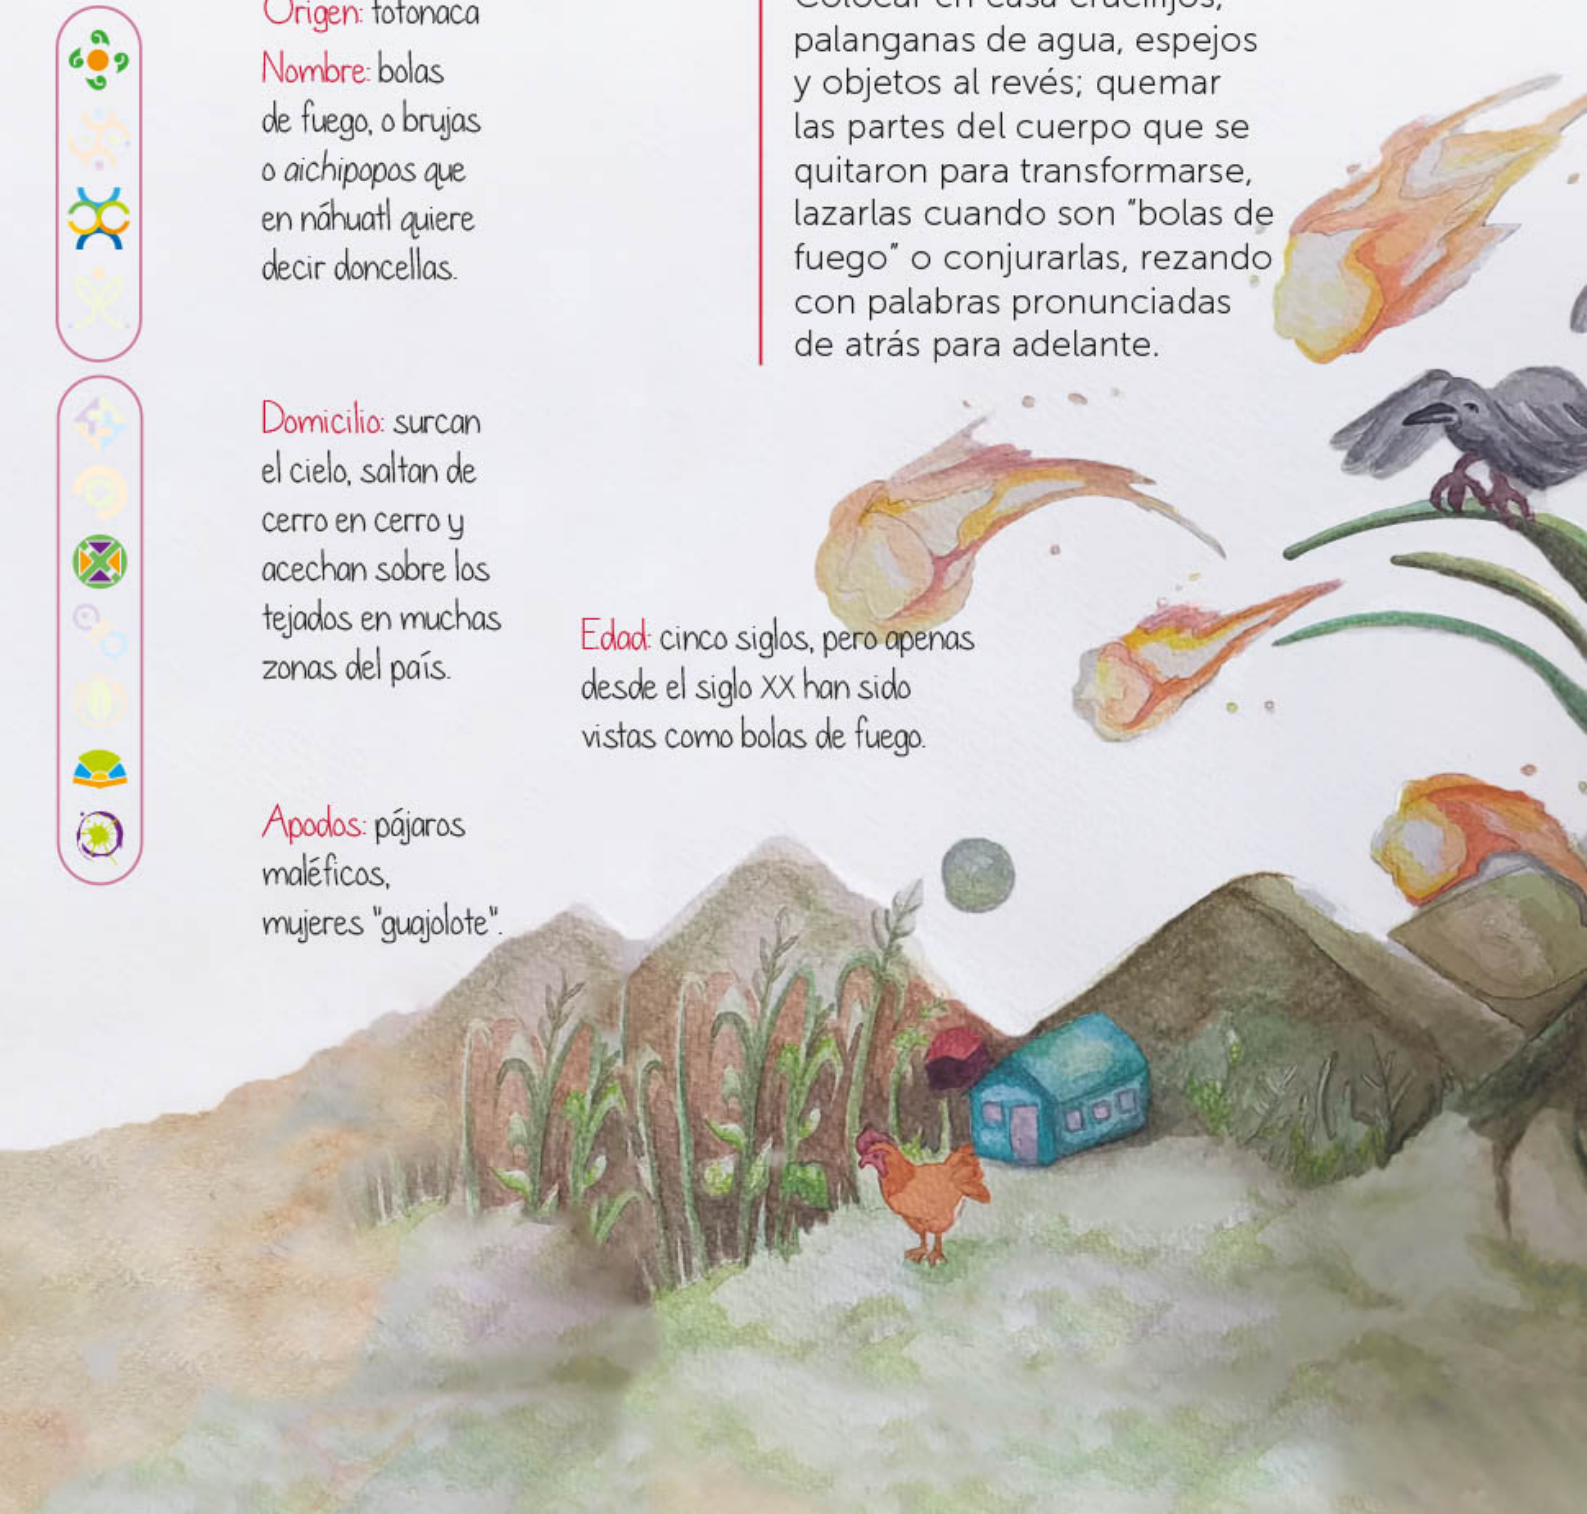 Origen: totonaca
Nombre: bolas
de fuego, o brujas
o aichipopos que
en náhuatl quiere
decir doncellas.
Domicilio: surcan
el cielo, saltan de
cerro en cerro y
acechan sobre los
tejados en muchas
zonas del país.
Apodos: pájaros
maléficos,
mujeres "guajolote".
Edad: cinco siglos, pero apenas
desde el siglo XX han sido
vistas como bolas de fuego.
Colocar en casa crucifijos,
palanganas de agua, espejos
y objetos al revés; quemar
las partes del cuerpo que se
quitaron para transformarse,
lazarlas cuando son “bolas de
fuego” o conjurarlas, rezando
con palabras pronunciadas
de atrás para adelante.